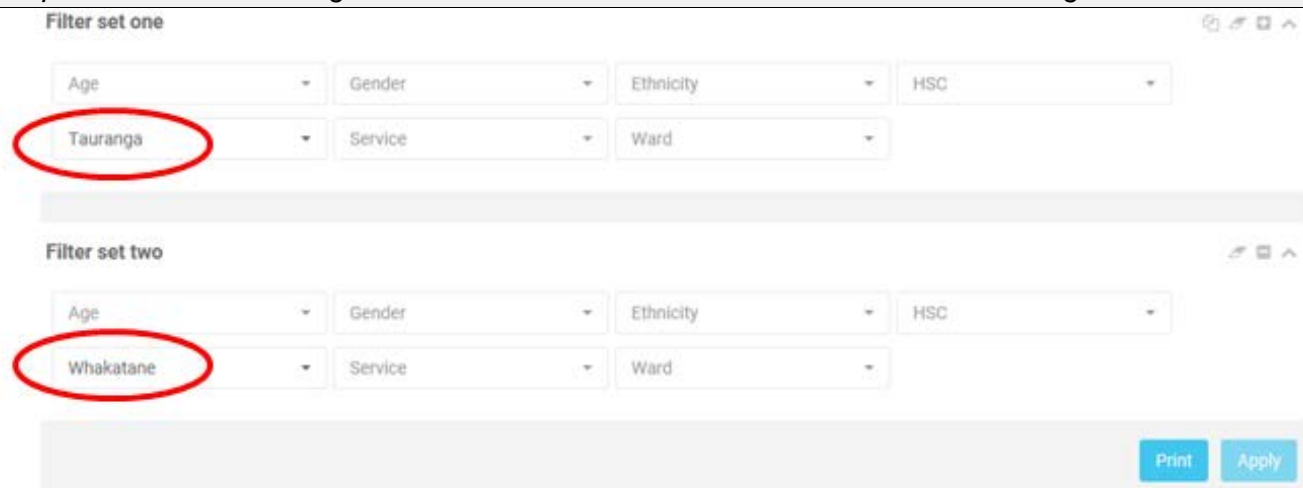 Filter set one
Age Gender Ethnicity HSC
Tauranga Service Ward
Filter set two
Age Gender Ethnicity HSC
Whakatane Service Ward
Print Apply